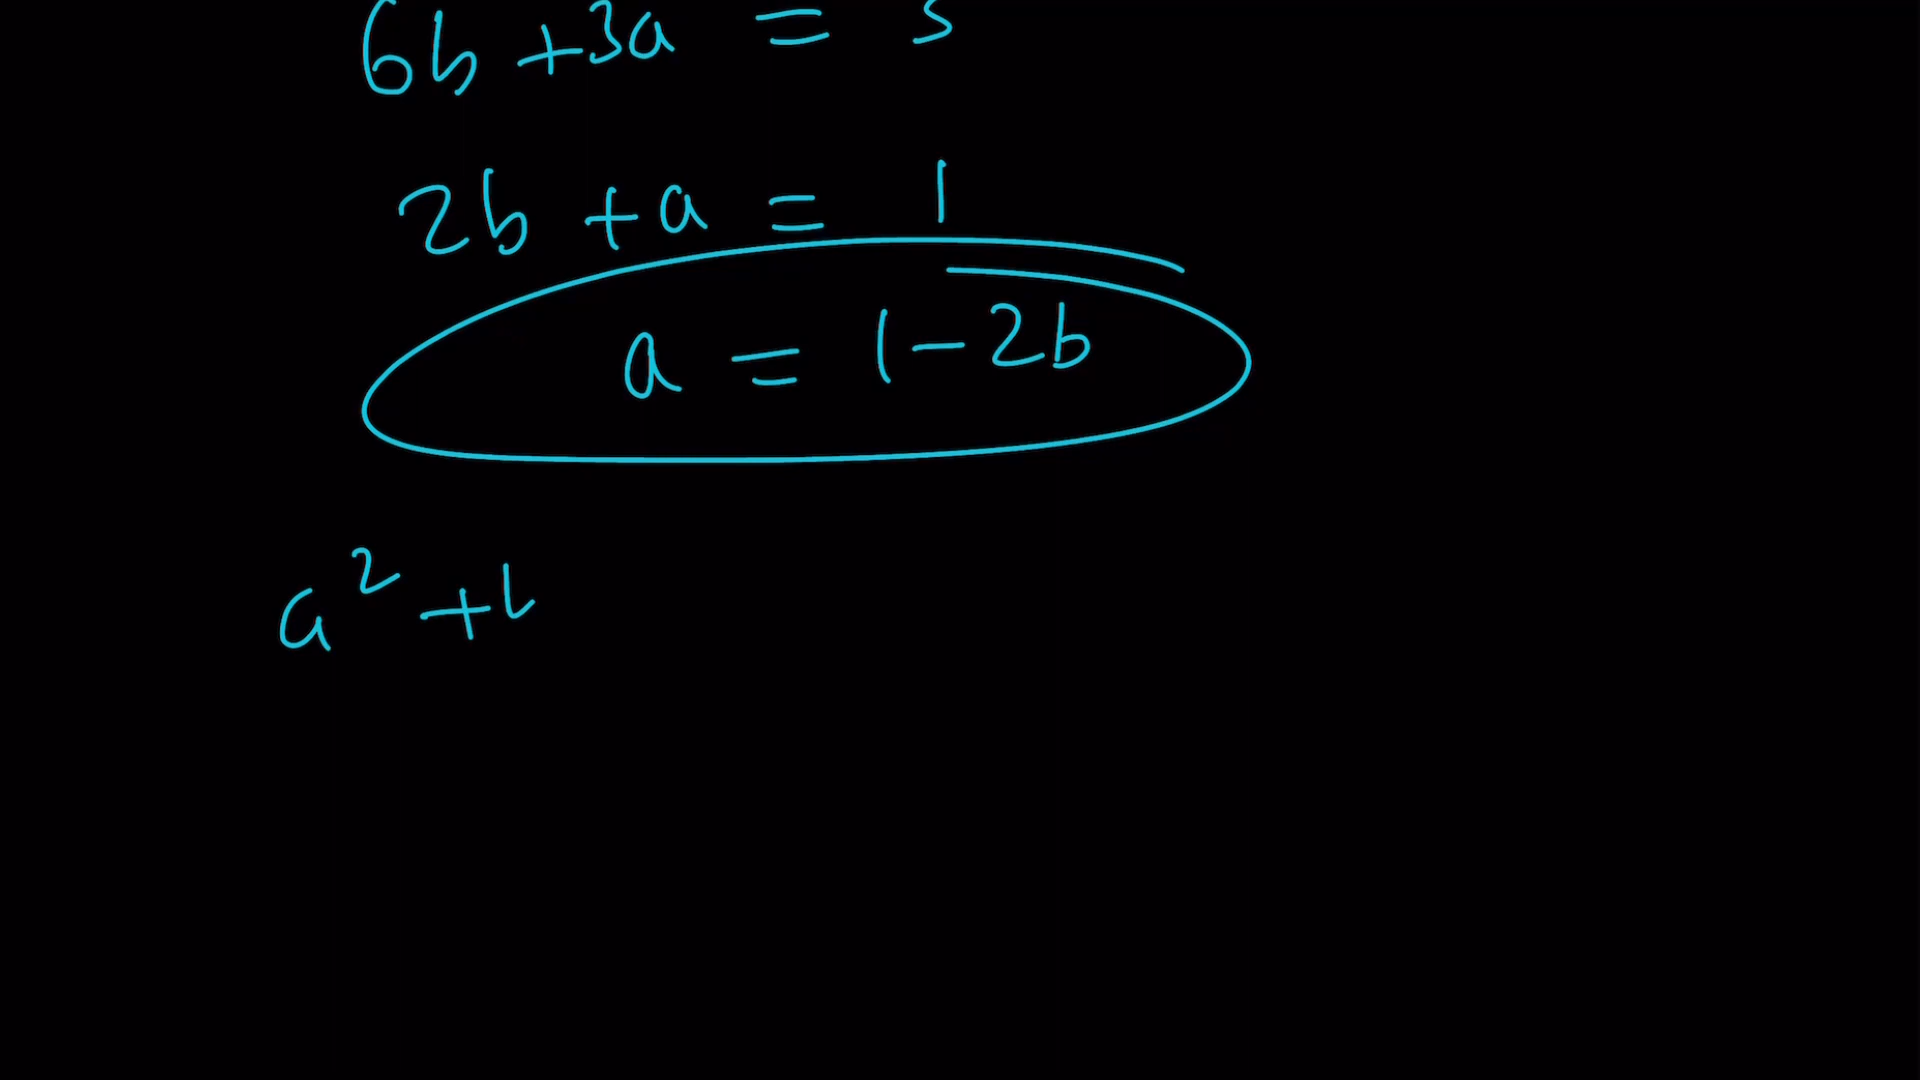 6b + 3a = 3
2b + a = 1
a = 1 - 2b
a² +